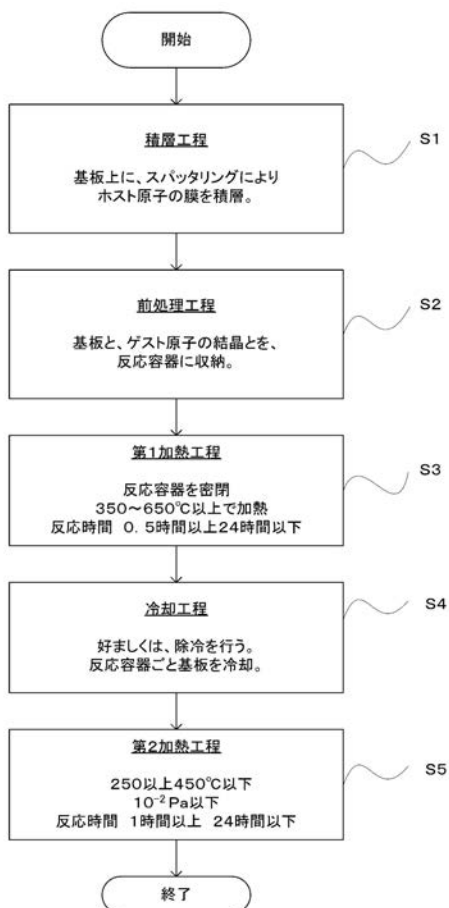 開始
積層工程
S1
基板上に、スパッタリングにより
ホスト原子の膜を積層。
前処理工程
S2
基板と、ゲスト原子の結晶とを、
反応容器に収納。
第1加熱工程
S3
反応容器を密閉
350～650℃以上で加熱
反応時間 0.5時間以上24時間以下
冷却工程
S4
好ましくは、除冷を行う。
反応容器ごと基板を冷却。
第2加熱工程
S5
250以上450℃以下
10⁻²Pa以下
反応時間 1時間以上 24時間以下
終了